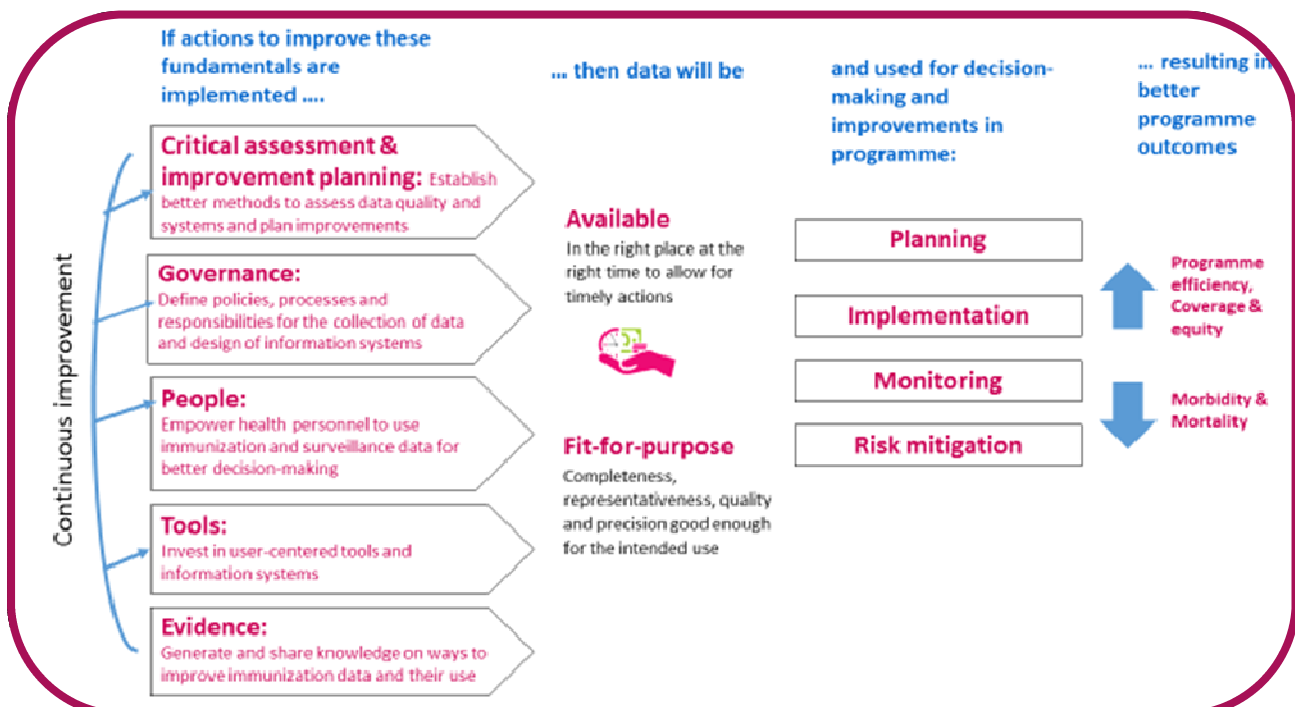 If actions to improve these
fundamentals are
implemented ....
... then data will be
and used for decision-
making and
improvements in
programme:
... resulting in
better
programme
outcomes
Continuous improvement
Critical assessment &
improvement planning: Establish
better methods to assess data quality and
systems and plan improvements
Governance:
Define policies, processes and
responsibilities for the collection of data
and design of information systems
People:
Empower health personnel to use
immunization and surveillance data for
better decision-making
Tools:
Invest in user-centered tools and
information systems
Evidence:
Generate and share knowledge on ways to
improve immunization data and their use
Available
In the right place at the
right time to allow for
timely actions
Fit-for-purpose
Completeness,
representativeness, quality
and precision good enough
for the intended use
Planning
Implementation
Monitoring
Risk mitigation
Programme
efficiency,
Coverage &
equity
Morbidity &
Mortality